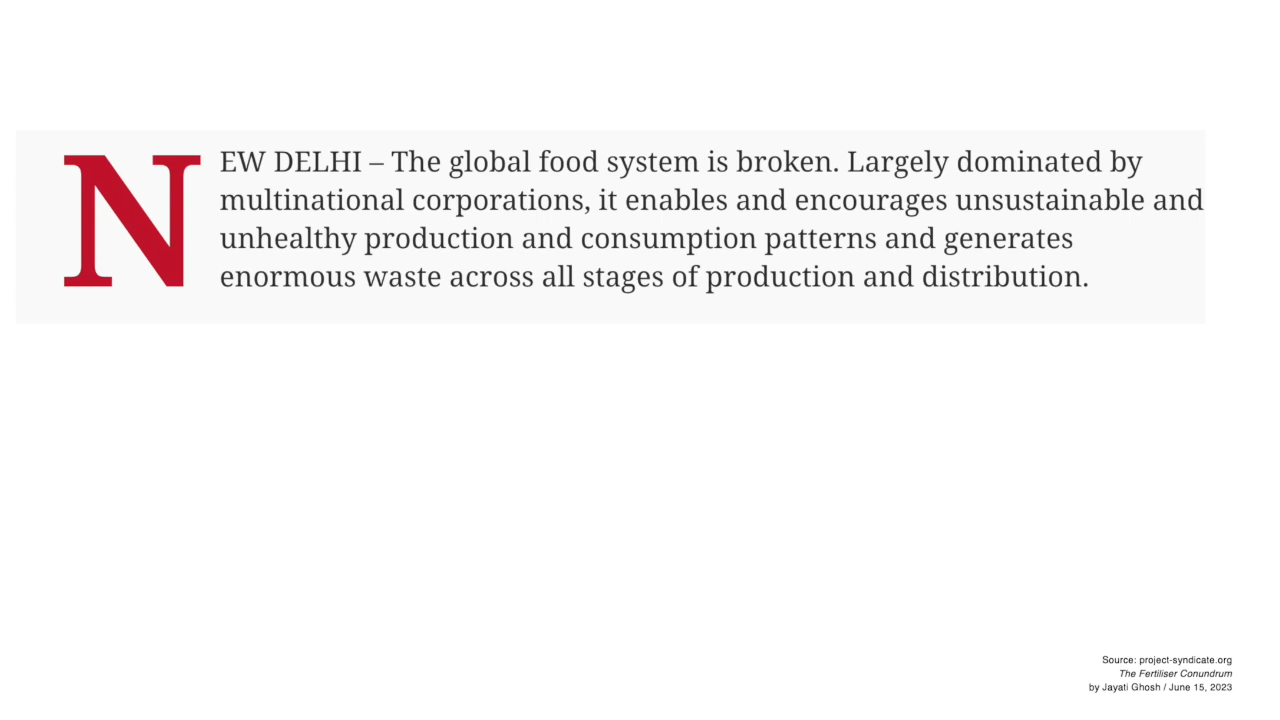 NEW DELHI – The global food system is broken. Largely dominated by
multinational corporations, it enables and encourages unsustainable and
unhealthy production and consumption patterns and generates
enormous waste across all stages of production and distribution.
Source: project-syndicate.org
The Fertiliser Conundrum
by Jayati Ghosh / June 15, 2023